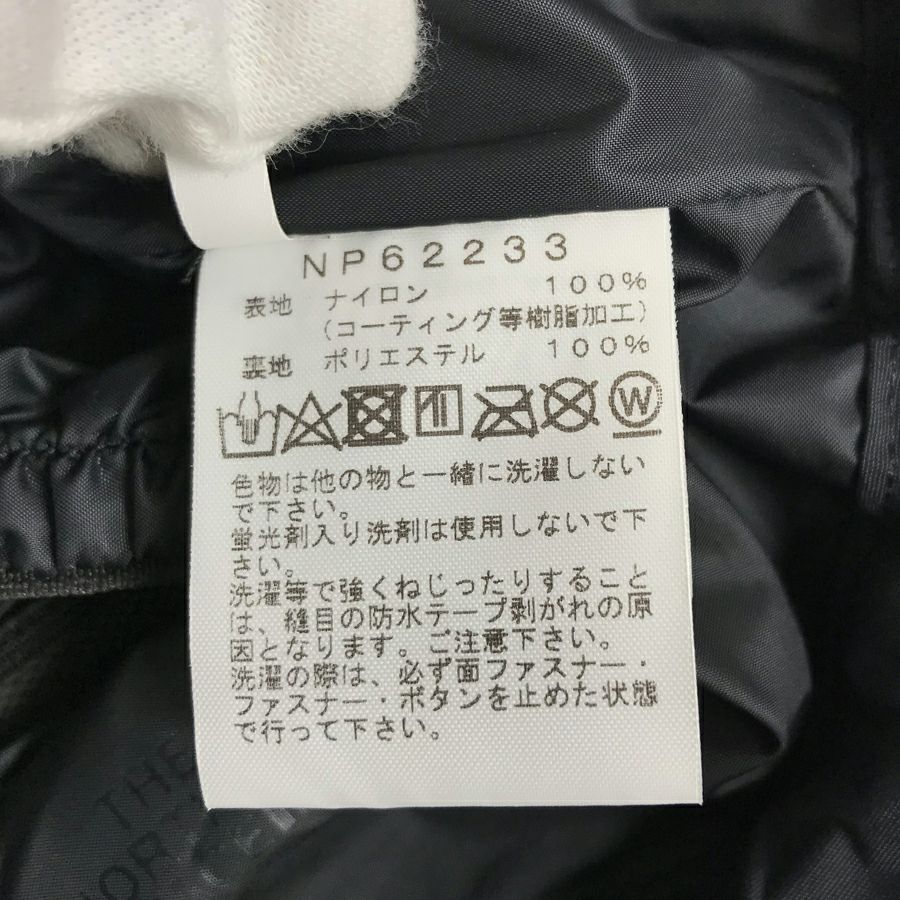 NP62233
表地 ナイロン 100%
(コーティング等樹脂加工)
裏地 ポリエステル 100%
W
色物は他の物と一緒に洗濯しない
で下さい。
蛍光剤入り洗剤は使用しないで下
さい。
洗濯等で強くねじったりすること
は、縫目の防水テープ剥がれの原
因となります。ご注意下さい。
洗濯の際は、必ず面ファスナー・
ファスナー・ボタンを止めた状態
で行って下さい。
THE